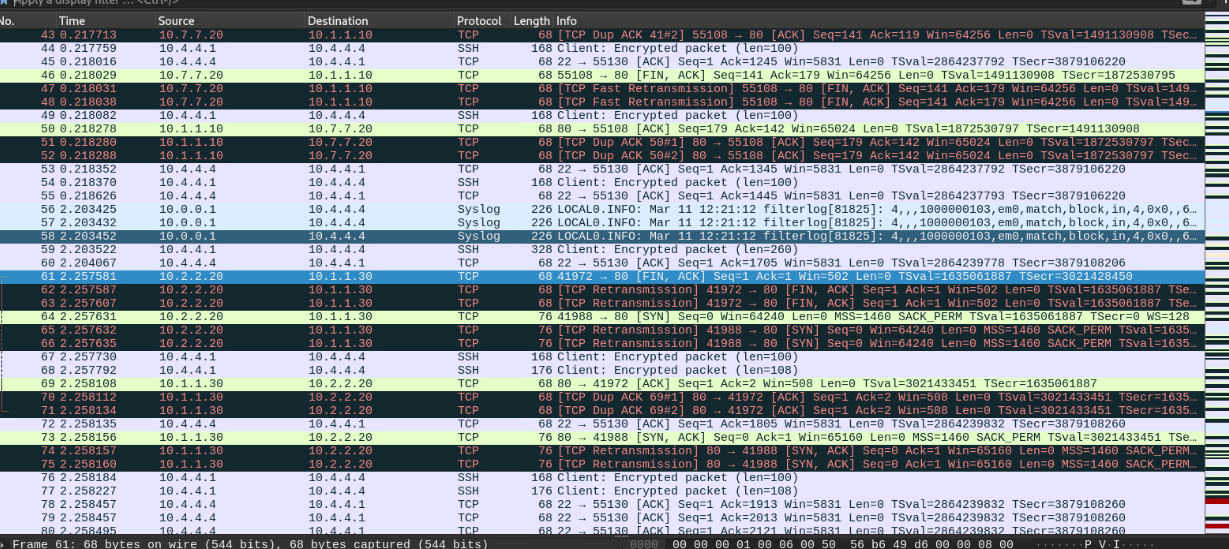 Apply a display filter … <Ctrl-/>
No. Time Source Destination Protocol Length Info
43 0.217713 10.7.7.20 10.1.1.10 TCP 68 [TCP Dup ACK 41#2] 55108 → 80 [ACK] Seq=141 Ack=119 Win=64256 Len=0 TSval=1491130908 TSec…
44 0.217759 10.4.4.1 10.4.4.4 SSH 168 Client: Encrypted packet (len=100)
45 0.218016 10.4.4.4 10.4.4.1 TCP 68 22 → 55130 [ACK] Seq=1 Ack=1245 Win=5831 Len=0 TSval=2864237792 TSecr=3879106220
46 0.218029 10.7.7.20 10.1.1.10 TCP 68 55108 → 80 [FIN, ACK] Seq=141 Ack=179 Win=64256 Len=0 TSval=1491130908 TSecr=1872530795
47 0.218031 10.7.7.20 10.1.1.10 TCP 68 [TCP Fast Retransmission] 55108 → 80 [FIN, ACK] Seq=141 Ack=179 Win=64256 Len=0 TSval=149…
48 0.218038 10.7.7.20 10.1.1.10 TCP 68 [TCP Fast Retransmission] 55108 → 80 [FIN, ACK] Seq=141 Ack=179 Win=64256 Len=0 TSval=149…
49 0.218082 10.4.4.1 10.4.4.4 SSH 168 Client: Encrypted packet (len=100)
50 0.218278 10.1.1.10 10.7.7.20 TCP 68 80 → 55108 [ACK] Seq=179 Ack=142 Win=65024 Len=0 TSval=1872530797 TSecr=1491130908
51 0.218280 10.1.1.10 10.7.7.20 TCP 68 [TCP Dup ACK 50#1] 80 → 55108 [ACK] Seq=179 Ack=142 Win=65024 Len=0 TSval=1872530797 TSec…
52 0.218288 10.1.1.10 10.7.7.20 TCP 68 [TCP Dup ACK 50#2] 80 → 55108 [ACK] Seq=179 Ack=142 Win=65024 Len=0 TSval=1872530797 TSec…
53 0.218352 10.4.4.4 10.4.4.1 TCP 68 22 → 55130 [ACK] Seq=1 Ack=1345 Win=5831 Len=0 TSval=2864237792 TSecr=3879106220
54 0.218370 10.4.4.1 10.4.4.4 SSH 168 Client: Encrypted packet (len=100)
55 0.218626 10.4.4.4 10.4.4.1 TCP 68 22 → 55130 [ACK] Seq=1 Ack=1445 Win=5831 Len=0 TSval=2864237793 TSecr=3879106220
56 2.203425 10.0.0.1 10.4.4.4 Syslog 226 LOCAL0.INFO: Mar 11 12:21:12 filterlog[81825]: 4,,,1000000103,em0,match,block,in,4,0x0,,6…
57 2.203432 10.0.0.1 10.4.4.4 Syslog 226 LOCAL0.INFO: Mar 11 12:21:12 filterlog[81825]: 4,,,1000000103,em0,match,block,in,4,0x0,,6…
58 2.203452 10.0.0.1 10.4.4.4 Syslog 226 LOCAL0.INFO: Mar 11 12:21:12 filterlog[81825]: 4,,,1000000103,em0,match,block,in,4,0x0,,6…
59 2.203522 10.4.4.1 10.4.4.4 SSH 328 Client: Encrypted packet (len=260)
60 2.204067 10.4.4.4 10.4.4.1 TCP 68 22 → 55130 [ACK] Seq=1 Ack=1705 Win=5831 Len=0 TSval=2864239778 TSecr=3879108206
61 2.257581 10.2.2.20 10.1.1.30 TCP 68 41972 → 80 [FIN, ACK] Seq=1 Ack=1 Win=502 Len=0 TSval=1635061887 TSecr=3021428450
62 2.257587 10.2.2.20 10.1.1.30 TCP 68 [TCP Retransmission] 41972 → 80 [FIN, ACK] Seq=1 Ack=1 Win=502 Len=0 TSval=1635061887 TSe…
63 2.257607 10.2.2.20 10.1.1.30 TCP 68 [TCP Retransmission] 41972 → 80 [FIN, ACK] Seq=1 Ack=1 Win=502 Len=0 TSval=1635061887 TSe…
64 2.257631 10.2.2.20 10.1.1.30 TCP 76 41988 → 80 [SYN] Seq=0 Win=64240 Len=0 MSS=1460 SACK_PERM TSval=1635061887 TSecr=0 WS=128
65 2.257632 10.2.2.20 10.1.1.30 TCP 76 [TCP Retransmission] 41988 → 80 [SYN] Seq=0 Win=64240 Len=0 MSS=1460 SACK_PERM TSval=1635…
66 2.257635 10.2.2.20 10.1.1.30 TCP 76 [TCP Retransmission] 41988 → 80 [SYN] Seq=0 Win=64240 Len=0 MSS=1460 SACK_PERM TSval=1635…
67 2.257730 10.4.4.1 10.4.4.4 SSH 168 Client: Encrypted packet (len=100)
68 2.257792 10.4.4.1 10.4.4.4 SSH 176 Client: Encrypted packet (len=108)
69 2.258108 10.1.1.30 10.2.2.20 TCP 68 80 → 41972 [ACK] Seq=1 Ack=2 Win=508 Len=0 TSval=3021433451 TSecr=1635061887
70 2.258112 10.1.1.30 10.2.2.20 TCP 68 [TCP Dup ACK 69#1] 80 → 41972 [ACK] Seq=1 Ack=2 Win=508 Len=0 TSval=3021433451 TSecr=1635…
71 2.258134 10.1.1.30 10.2.2.20 TCP 68 [TCP Dup ACK 69#2] 80 → 41972 [ACK] Seq=1 Ack=2 Win=508 Len=0 TSval=3021433451 TSecr=1635…
72 2.258135 10.4.4.4 10.4.4.1 TCP 68 22 → 55130 [ACK] Seq=1 Ack=1805 Win=5831 Len=0 TSval=2864239832 TSecr=3879108260
73 2.258156 10.1.1.30 10.2.2.20 TCP 76 80 → 41988 [SYN, ACK] Seq=0 Ack=1 Win=65160 Len=0 MSS=1460 SACK_PERM TSval=3021433451 TSe…
74 2.258157 10.1.1.30 10.2.2.20 TCP 76 [TCP Retransmission] 80 → 41988 [SYN, ACK] Seq=0 Ack=1 Win=65160 Len=0 MSS=1460 SACK_PERM…
75 2.258160 10.1.1.30 10.2.2.20 TCP 76 [TCP Retransmission] 80 → 41988 [SYN, ACK] Seq=0 Ack=1 Win=65160 Len=0 MSS=1460 SACK_PERM…
76 2.258184 10.4.4.1 10.4.4.4 SSH 168 Client: Encrypted packet (len=100)
77 2.258227 10.4.4.1 10.4.4.4 SSH 176 Client: Encrypted packet (len=108)
78 2.258457 10.4.4.4 10.4.4.1 TCP 68 22 → 55130 [ACK] Seq=1 Ack=1913 Win=5831 Len=0 TSval=2864239832 TSecr=3879108260
79 2.258457 10.4.4.4 10.4.4.1 TCP 68 22 → 55130 [ACK] Seq=1 Ack=2013 Win=5831 Len=0 TSval=2864239832 TSecr=3879108260
80 2.258495 10.4.4.4 10.4.4.1 TCP 68 22 → 55130 [ACK] Seq=1 Ack=2121 Win=5831 Len=0 TSval=2864239832 TSecr=3879108260
Frame 61: 68 bytes on wire (544 bits), 68 bytes captured (544 bits) 0000 00 00 00 01 00 06 00 50 56 b6 49 d6 00 00 08 00 ·······P V·I·····